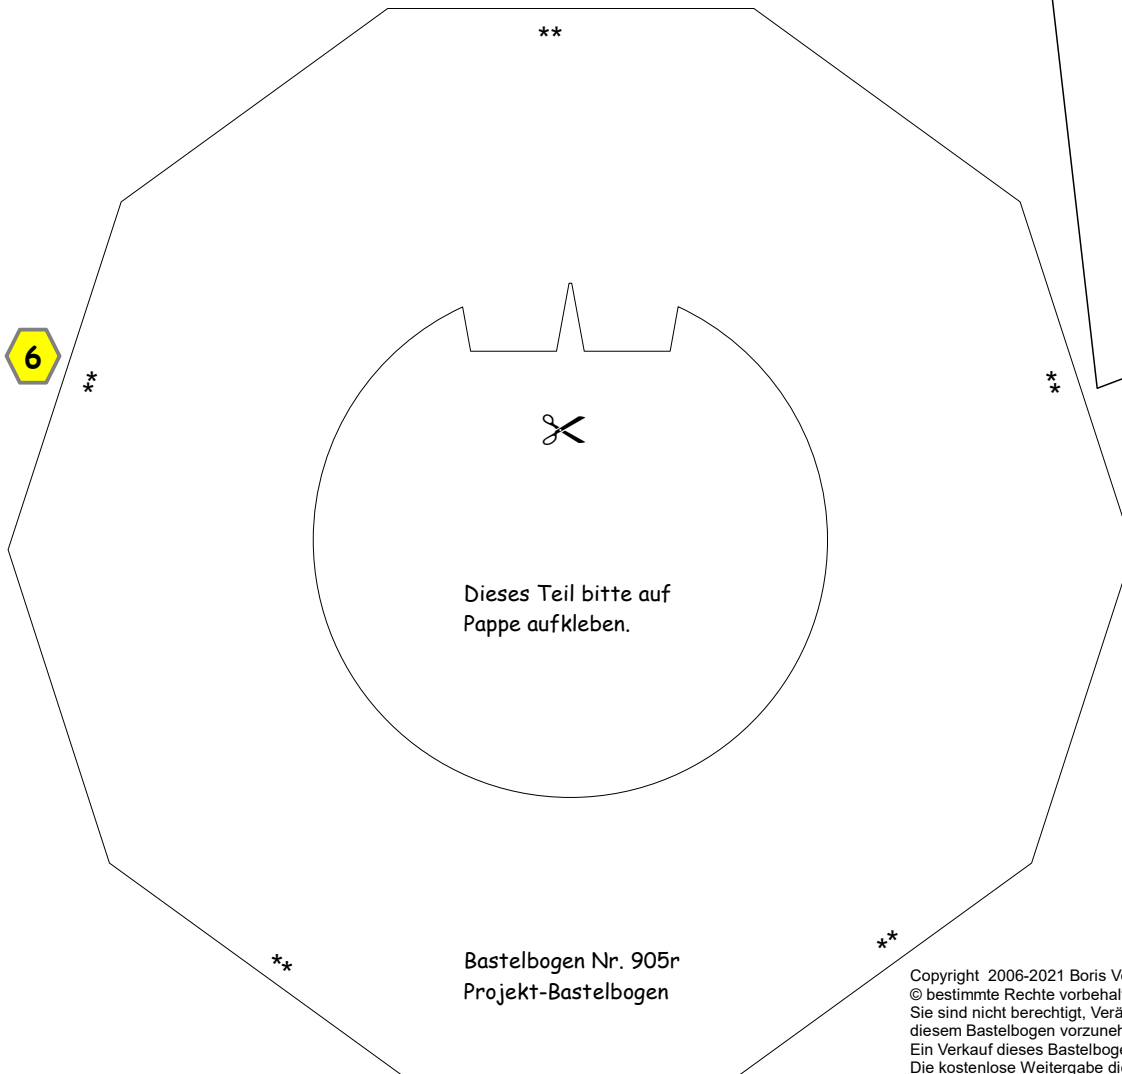 **
6
**
**
Dieses Teil bitte auf
Pappe aufkleben.
**
**
Bastelbogen Nr. 905r
Projekt-Bastelbogen
Copyright 2006-2021 Boris
© bestimmte Rechte
Sie sind nicht berechtigt,
diesem Bastelbogen
Ein Verkauf dieses
Die kostenlose Weitergabe